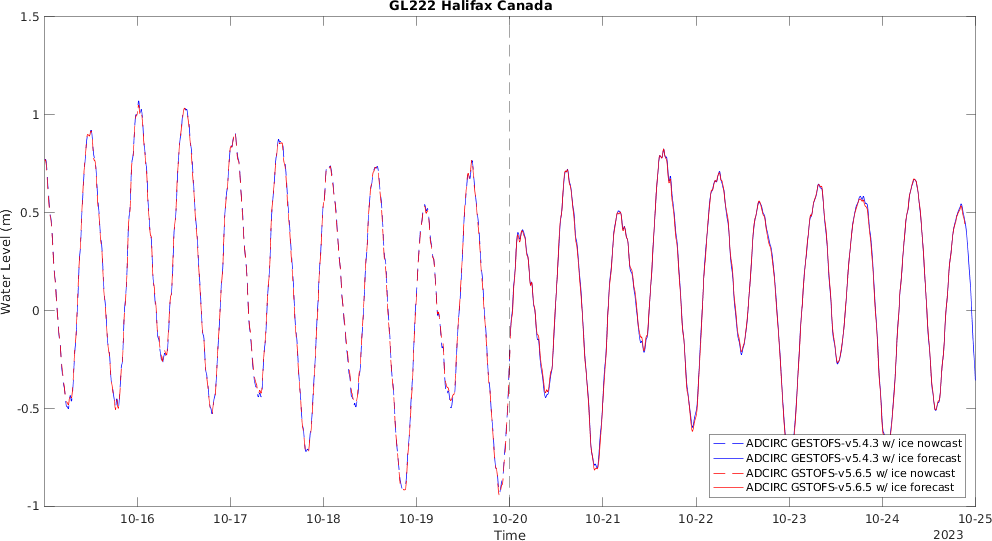 GL222 Halifax Canada
1.5
1
0.5
0
-0.5
-1
Water Level (m)
ADCIRC GESTOFS-v5.4.3 w/ ice nowcast
ADCIRC GESTOFS-v5.4.3 w/ ice forecast
ADCIRC GSTOFS-v5.6.5 w/ ice nowcast
ADCIRC GSTOFS-v5.6.5 w/ ice forecast
10-16 10-17 10-18 10-19 10-20 10-21 10-22 10-23 10-24 10-25
Time
2023